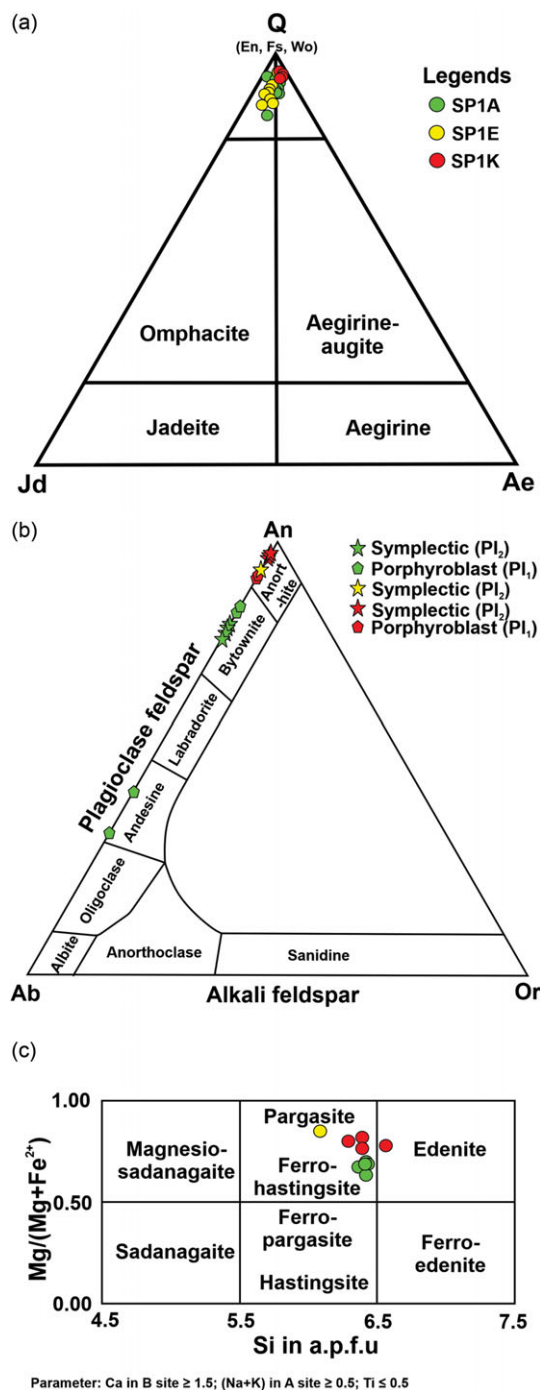 (a)
Q
(En, Fs, Wo)
Legends
SP1A
SP1E
SP1K
Omphacite
Aegirine-
augite
Jadeite
Aegirine
Jd
Ae
(b)
An
Symplectic (Pl2)
Porphyroblast (Pl1)
Symplectic (Pl2)
Symplectic (Pl2)
Porphyroblast (Pl1)
Anort
-hite
Bytownite
Plagioclase feldspar
Labradorite
Andesine
Oligoclase
Albite
Anorthoclase
Sanidine
Ab
Alkali feldspar
Or
(c)
Mg/(Mg+Fe2+)
1.00
0.50
0.00
Magnesio-
sadanagaite
Pargasite
Ferro-
hastingsite
Edenite
Sadanagaite
Ferro-
pargasite
Hastingsite
Ferro-
edenite
4.5
5.5
6.5
7.5
Si in a.p.f.u
Parameter: Ca in B site ≥ 1.5; (Na+K) in A site ≥ 0.5; Ti ≤ 0.5